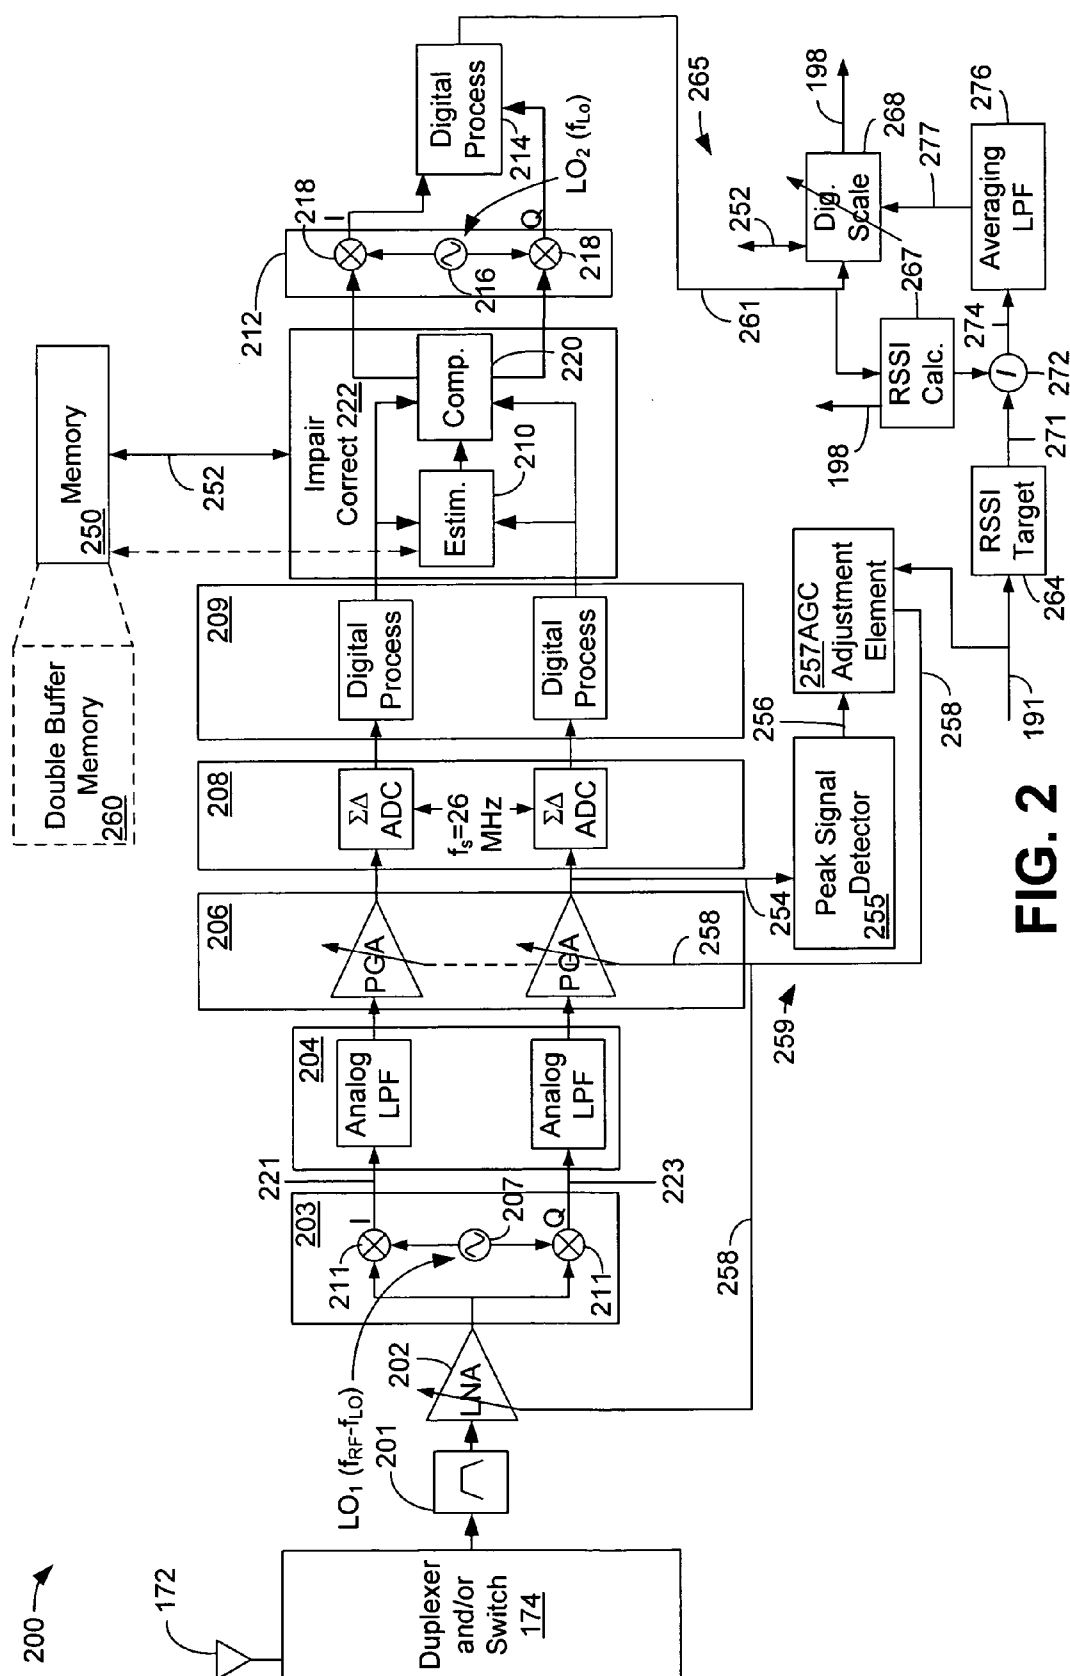 200
172
Duplexer
and/or
Switch
174
201
LO₁ (fRF-fLO)
LNA
202
203
211
I
207
Q
211
221
223
204
Analog
LPF
Analog
LPF
206
PGA
PGA
258
208
ΣΔ
ADC
fs=26
MHz
ΣΔ
ADC
209
Digital
Process
Digital
Process
Double Buffer
Memory
260
Memory
250
252
Impair
Correct 222
Estim.
210
Comp.
220
212
218
I
216
Q
218
LO₂ (fLo)
Digital
Process
214
265
261
254
258
259
Peak Signal
Detector
255
256
257AGC
Adjustment
Element
258
191
RSSI
Target
264
271
272
/
274
RSSI
Calc.
267
198
252
Dig.
Scale
268
198
277
Averaging
LPF
276
FIG. 2